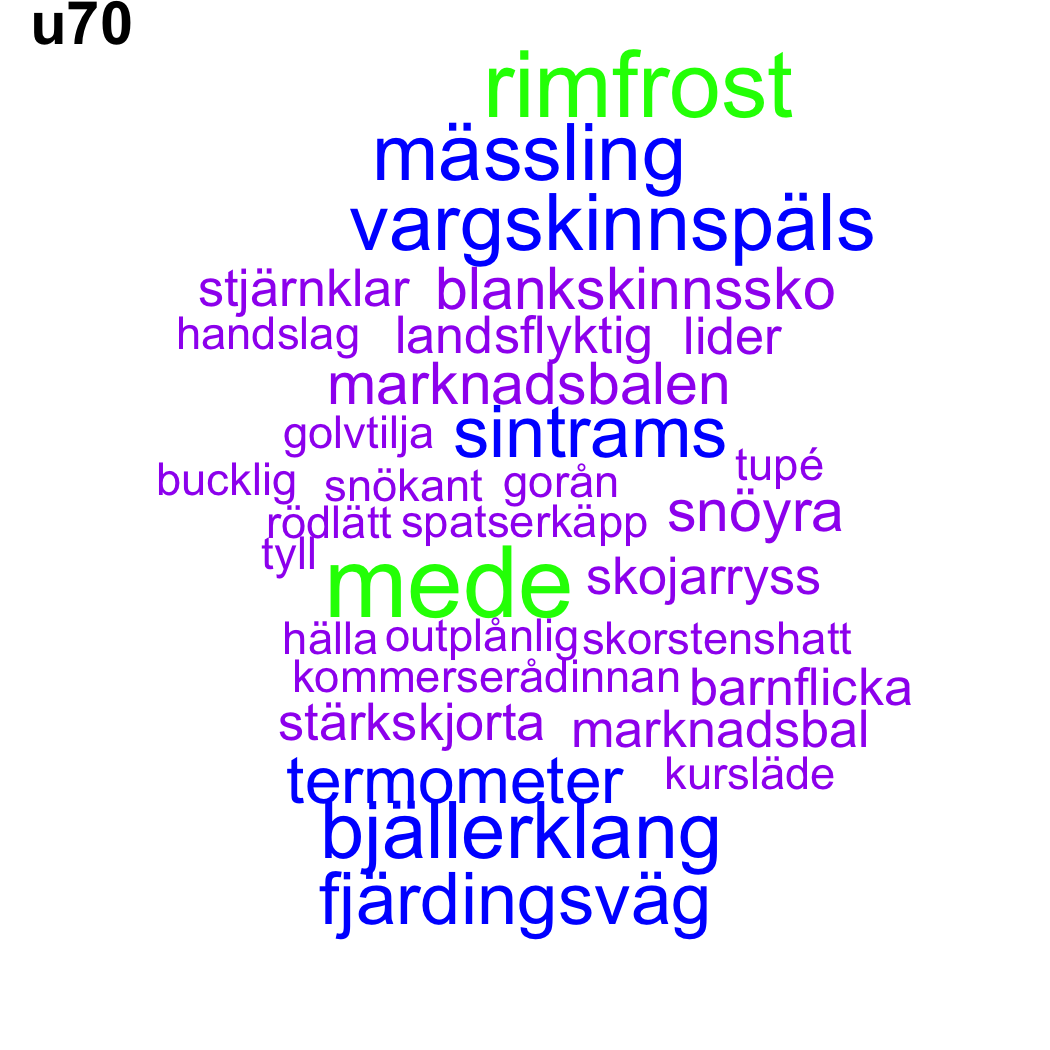 u70
rimfrost
mässling
vargskinnspäls
stjärnklar blankskinnssko
handslag landsflyktig lider
marknadsbalen
golvtilja sintrams
bucklig snökant gorån tupé
rödlätt spatserkäpp snöyra
tyll mede skojarryss
hälla outplånlig skorstenshatt
kommerserådinnan barnflicka
stärkskjorta marknadsbal
termometer kursläde
bjällerklang
fjärdingsväg